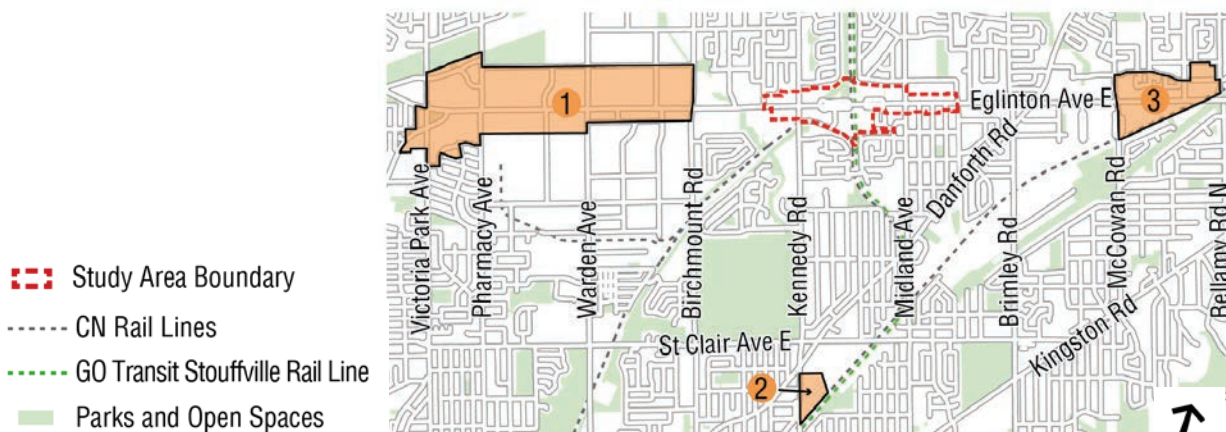 Study Area Boundary
CN Rail Lines
GO Transit Stouffville Rail Line
Parks and Open Spaces
1
2
3
Eglinton Ave E
Danforth Rd
Victoria Park Ave
Pharmacy Ave
Warden Ave
Birchmount Rd
Kennedy Rd
Midland Ave
Brimley Rd
McCowan Rd
Bellamy Rd N
St Clair Ave E
Kingston Rd